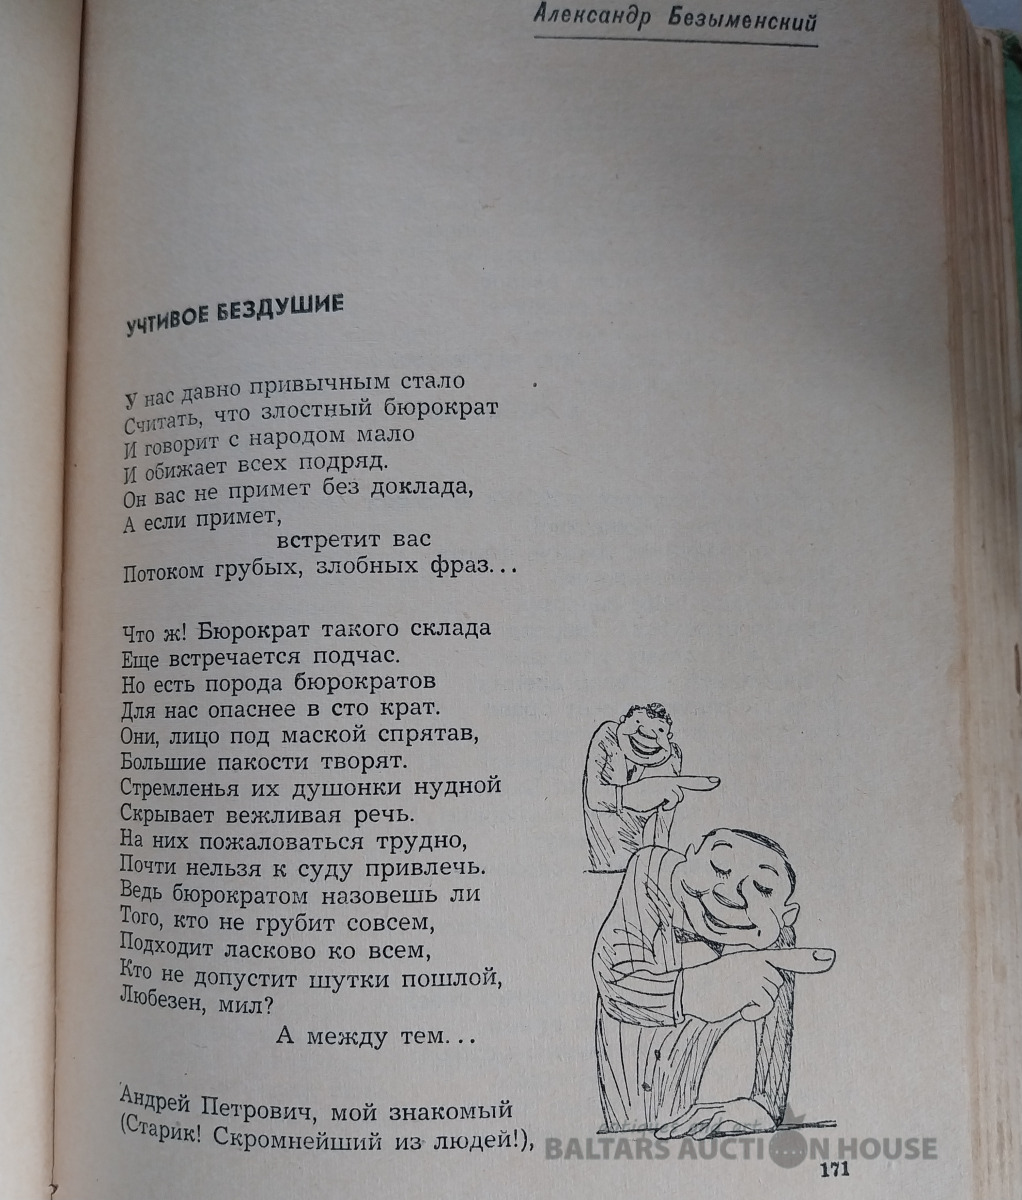 Александр Безыменский
УЧТИВОЕ БЕЗДУШИЕ
У нас давно привычным стало
Считать, что злостный бюрократ
И говорит с народом мало
И обижает всех подряд.
Он вас не примет без доклада,
А если примет,
встретит вас
Потоком грубых, злобных фраз...
Что ж! Бюрократ такого склада
Еще встречается подчас.
Но есть порода бюрократов
Для нас опаснее в сто крат.
Они, лицо под маской спрятав,
Большие пакости творят.
Стремленья их душонки нудной
Скрывает вежливая речь.
На них пожаловаться трудно,
Почти нельзя к суду привлечь.
Ведь бюрократом назовешь ли
Того, кто не грубит совсем,
Подходит ласково ко всем,
Кто не допустит шутки пошлой,
Любезен, мил?
А между тем...
Андрей Петрович, мой знакомый
(Старик! Скромнейший из людей!),
BALTARS AUCTION HOUSE
171